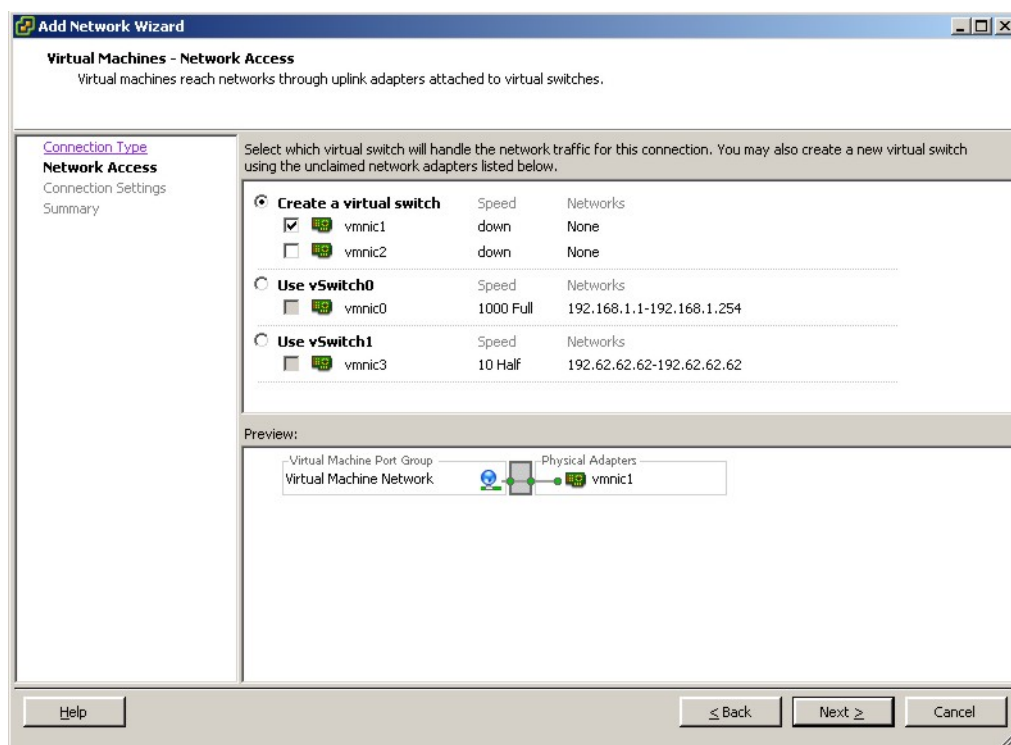 Add Network Wizard
Virtual Machines - Network Access
Virtual machines reach networks through uplink adapters attached to virtual switches.
Connection Type
Network Access
Connection Settings
Summary
Select which virtual switch will handle the network traffic for this connection. You may also create a new virtual switch
using the unclaimed network adapters listed below.
Create a virtual switch Speed Networks
vmnic1 down None
vmnic2 down None
Use vSwitch0 Speed Networks
vmnic0 1000 Full 192.168.1.1-192.168.1.254
Use vSwitch1 Speed Networks
vmnic3 10 Half 192.62.62.62-192.62.62.62
Preview:
Virtual Machine Port Group Physical Adapters
Virtual Machine Network vmnic1
Help < Back Next > Cancel